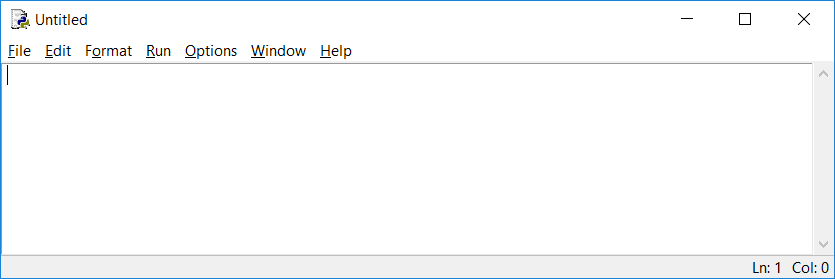 Untitled
File Edit Format Run Options Window Help
Ln: 1 Col: 0